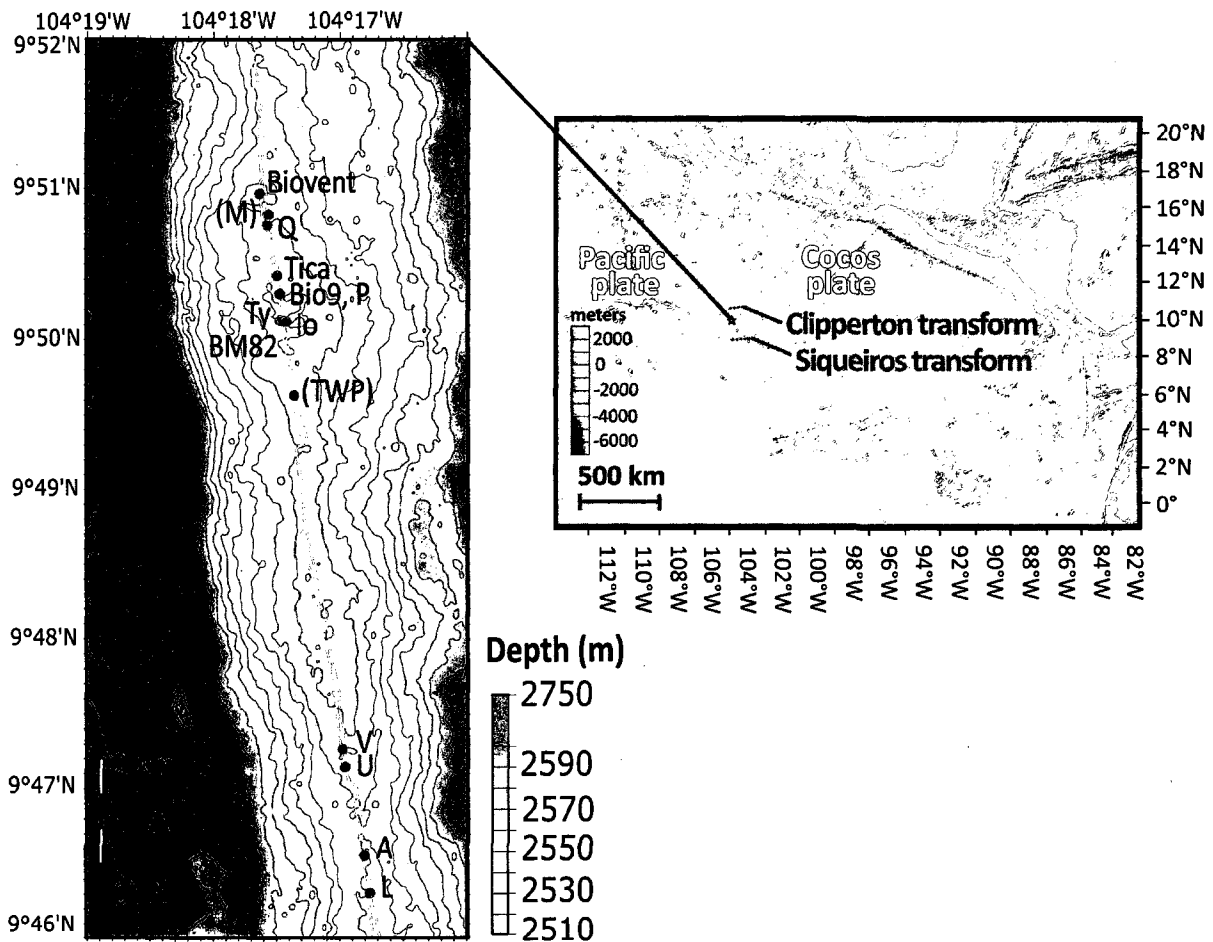 104°19'W 104°18'W 104°17'W
9°52'N
9°51'N
9°50'N
9°49'N
9°48'N
9°47'N
9°46'N
Biovent
(M)
Q
Tica
Bio9, P
Ty
Io
BM82
(TWP)
V
U
A
L
Depth (m)
2750
2590
2570
2550
2530
2510
Pacific
plate
Cocos
plate
Clipperton transform
Siqueiros transform
meters
2000
0
-2000
-4000
-6000
500 km
20°N
18°N
16°N
14°N
12°N
10°N
8°N
6°N
4°N
2°N
0°
112°W
110°W
108°W
106°W
104°W
102°W
100°W
98°W
96°W
94°W
92°W
90°W
88°W
86°W
84°W
82°W